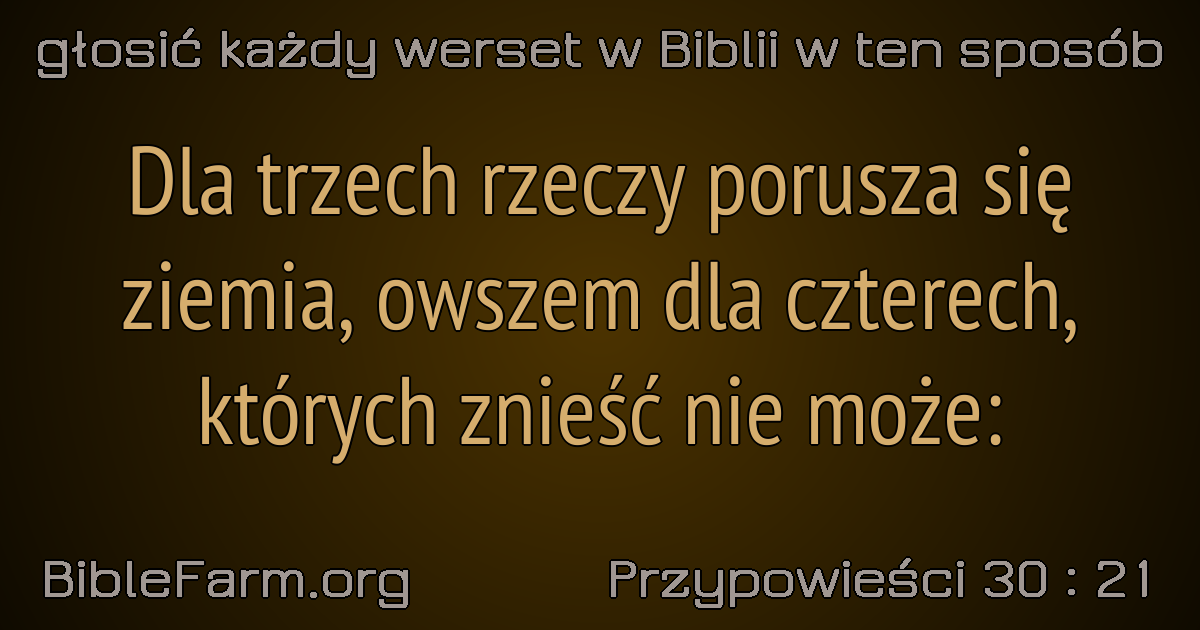 głosić każdy werset w Biblii w ten sposób
Dla trzech rzeczy porusza się
ziemia, owszem dla czterech,
których znieść nie może:
BibleFarm.org
Przypowieści 30 : 21